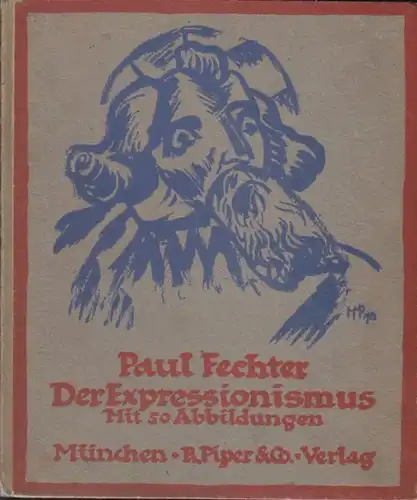 Paul Fechter
Der Expressionismus
Mit 50 Abbildungen
München · R. Piper & Co. · Verlag